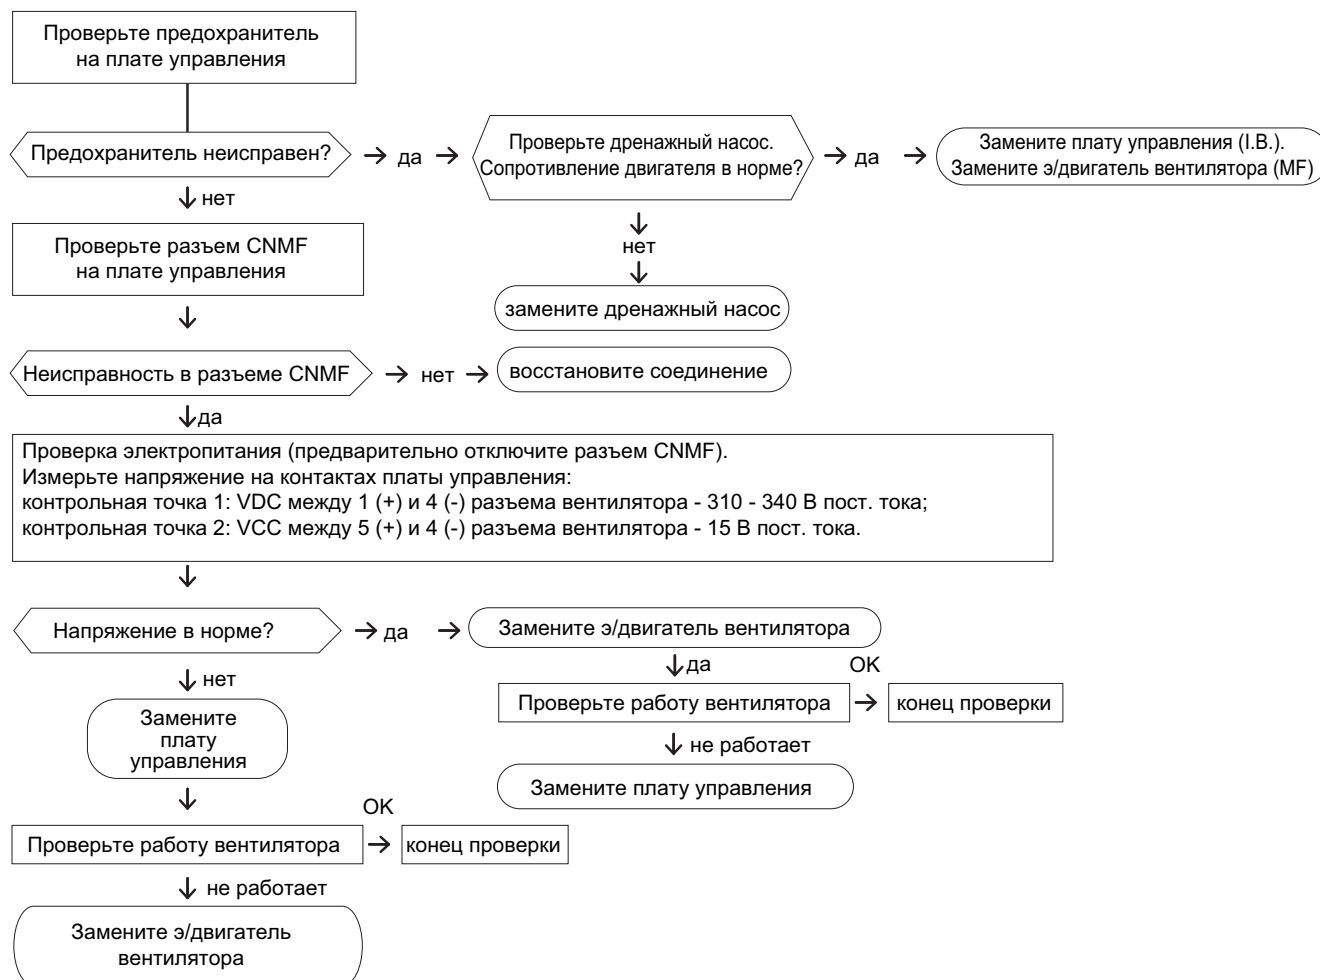 Проверьте предохранитель
на плате управления
Предохранитель неисправен?
да
Проверьте дренажный насос.
Сопротивление двигателя в норме?
да
Замените плату управления (I.B.).
Замените э/двигатель вентилятора (MF)
нет
нет
Проверьте разъем CNMF
на плате управления
замените дренажный насос
Неисправность в разъеме CNMF
нет
восстановите соединение
да
Проверка электропитания (предварительно отключите разъем CNMF).
Измерьте напряжение на контактах платы управления:
контрольная точка 1: VDC между 1 (+) и 4 (-) разъема вентилятора - 310 - 340 В пост. тока;
контрольная точка 2: VCC между 5 (+) и 4 (-) разъема вентилятора - 15 В пост. тока.
Напряжение в норме?
да
Замените э/двигатель вентилятора
да
OK
Проверьте работу вентилятора
конец проверки
не работает
Замените плату управления
нет
Замените
плату
управления
OK
Проверьте работу вентилятора
конец проверки
не работает
Замените э/двигатель
вентилятора